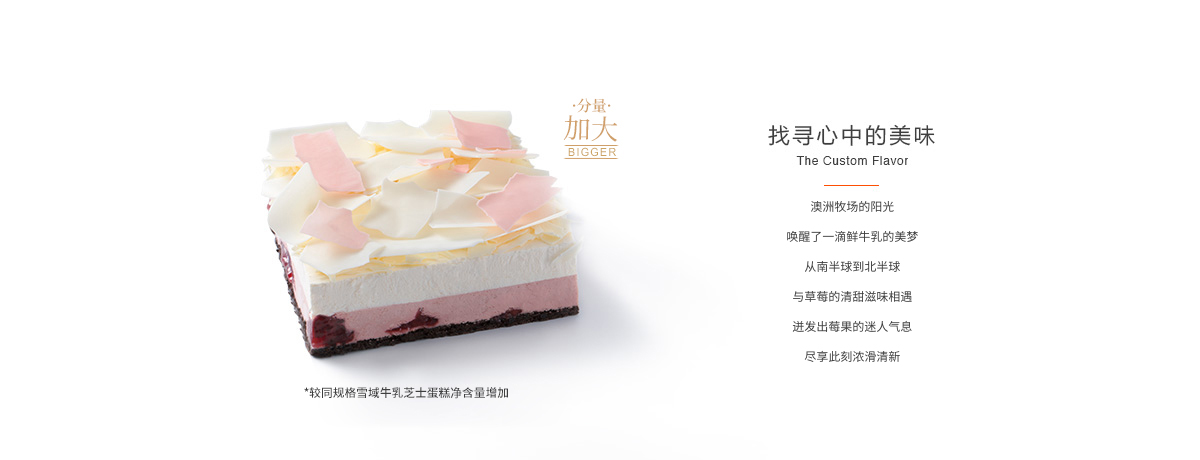 ·分量·
加大
BIGGER
找寻心中的美味
The Custom Flavor
澳洲牧场的阳光
唤醒了一滴鲜牛乳的美梦
从南半球到北半球
与草莓的清甜滋味相遇
迸发出莓果的迷人气息
尽享此刻浓滑清新
*较同规格雪域牛乳芝士蛋糕净含量增加